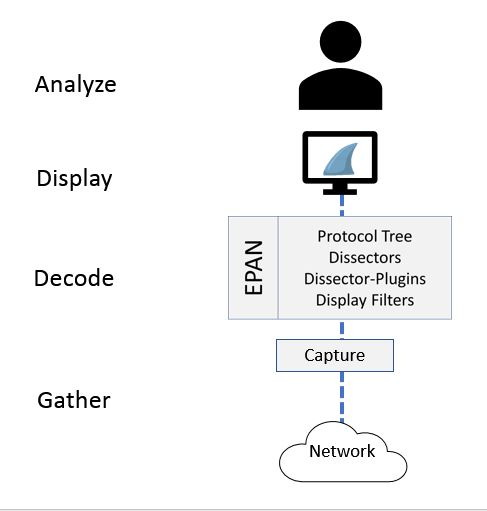 Analyze
Display
Decode
EPAN
Protocol Tree
Dissectors
Dissector-Plugins
Display Filters
Capture
Gather
Network